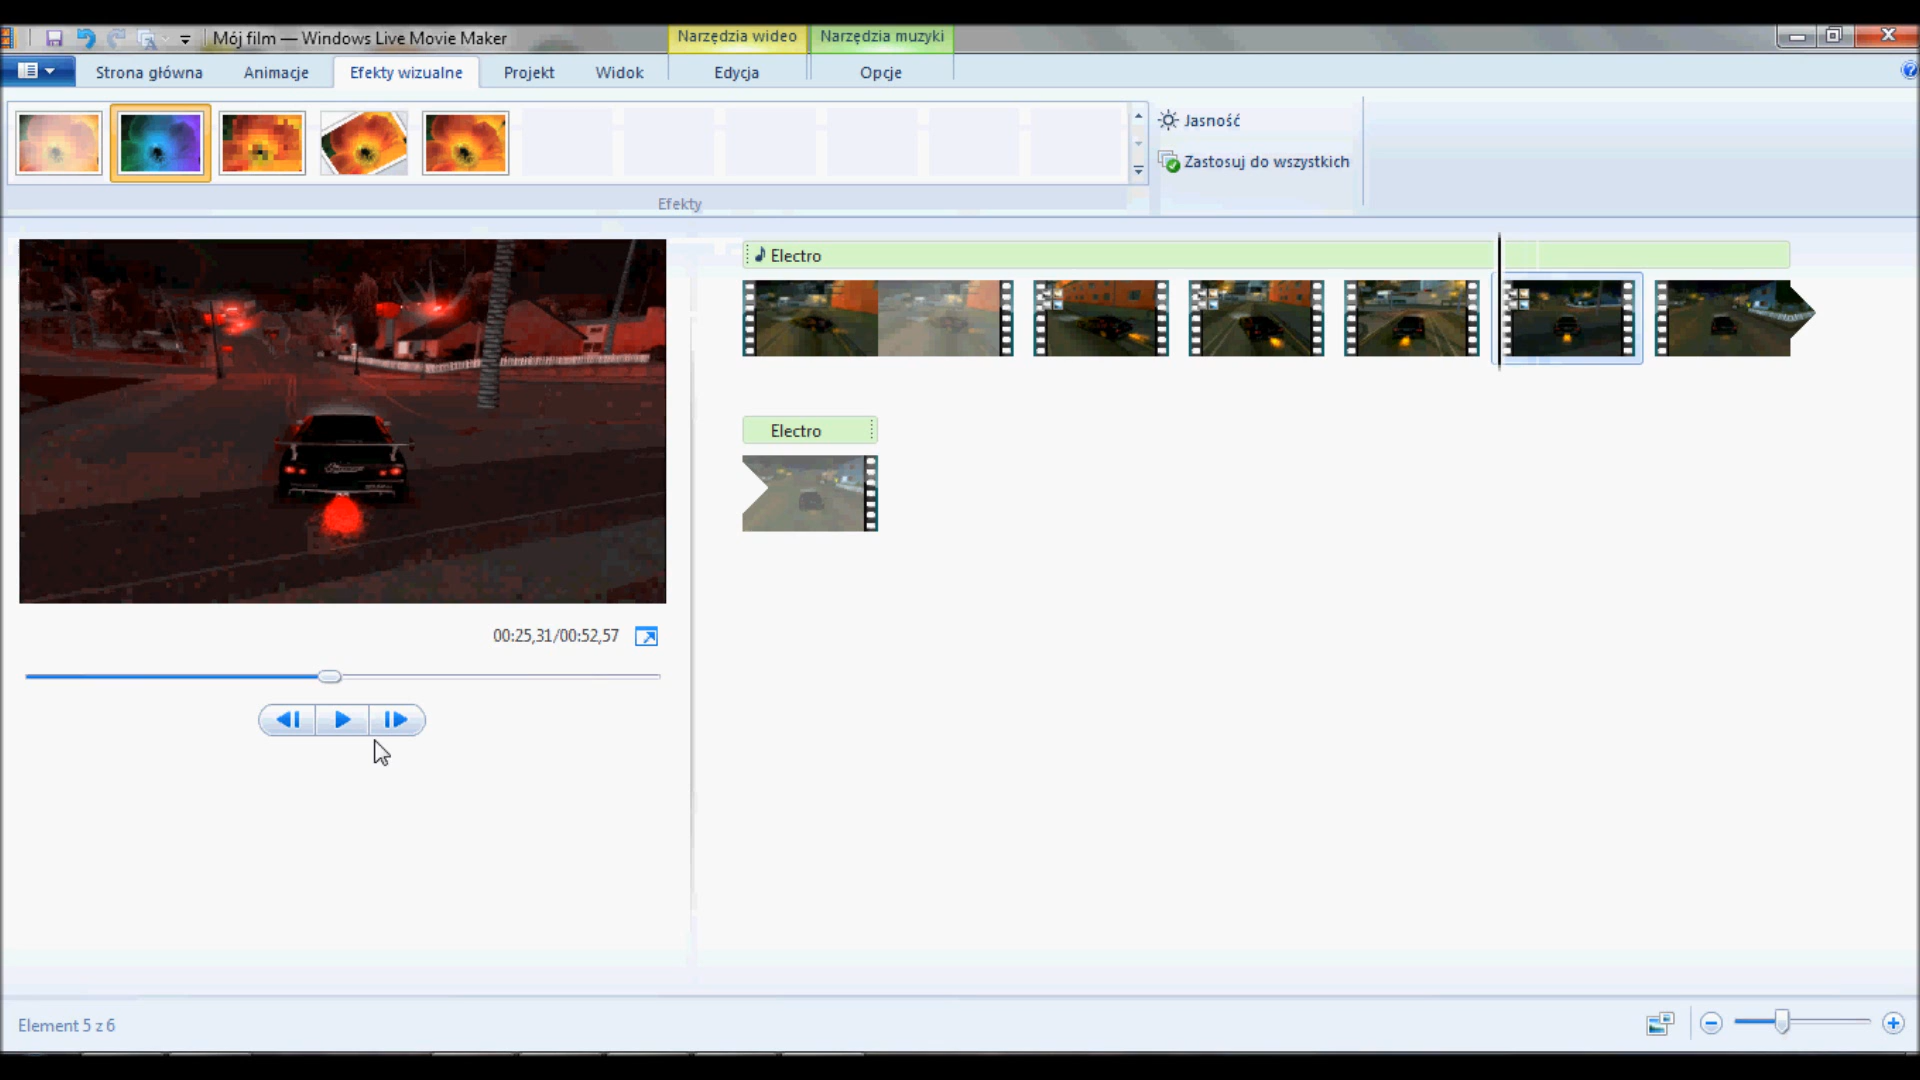 Mój film — Windows Live Movie Maker
Narzędzia wideo
Narzędzia muzyki
Strona główna
Animacje
Efekty wizualne
Projekt
Widok
Edycja
Opcje
Jasność
Zastosuj do wszystkich
Efekty
Electro
00:25,31/00:52,57
Electro
Element 5 z 6